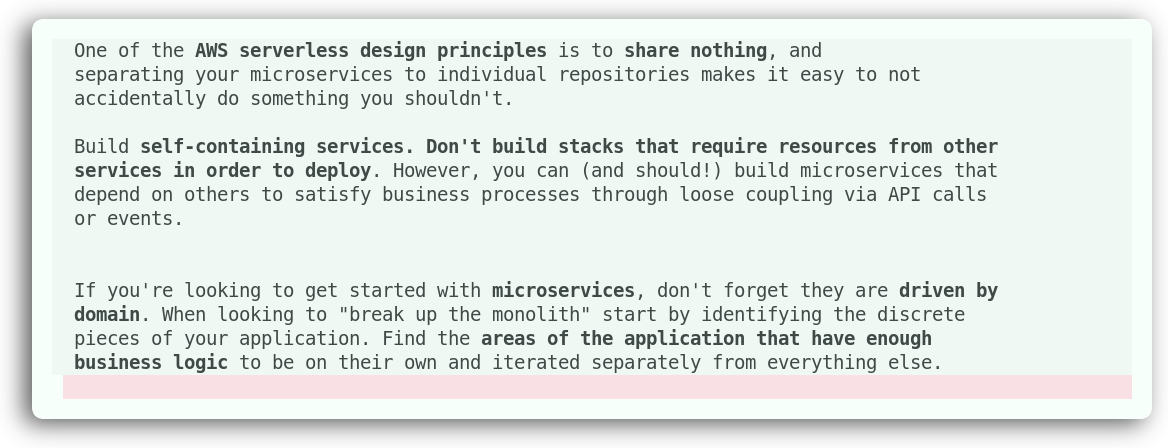 One of the AWS serverless design principles is to share nothing, and
separating your microservices to individual repositories makes it easy to not
accidentally do something you shouldn't.
Build self-containing services. Don't build stacks that require resources from other
services in order to deploy. However, you can (and should!) build microservices that
depend on others to satisfy business processes through loose coupling via API calls
or events.
If you're looking to get started with microservices, don't forget they are driven by
domain. When looking to "break up the monolith" start by identifying the discrete
pieces of your application. Find the areas of the application that have enough
business logic to be on their own and iterated separately from everything else.